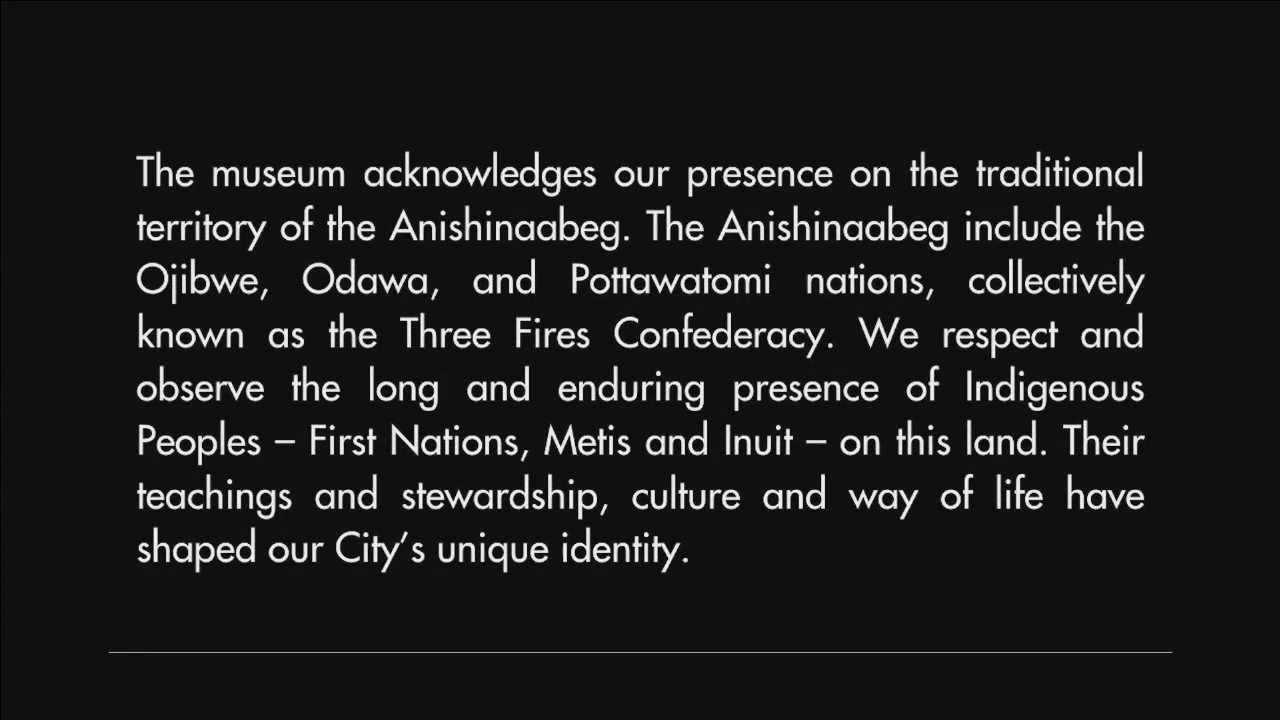 The museum acknowledges our presence on the traditional
territory of the Anishinaabeg. The Anishinaabeg include the
Ojibwe, Odawa, and Pottawatomi nations, collectively
known as the Three Fires Confederacy. We respect and
observe the long and enduring presence of Indigenous
Peoples – First Nations, Metis and Inuit – on this land. Their
teachings and stewardship, culture and way of life have
shaped our City’s unique identity.